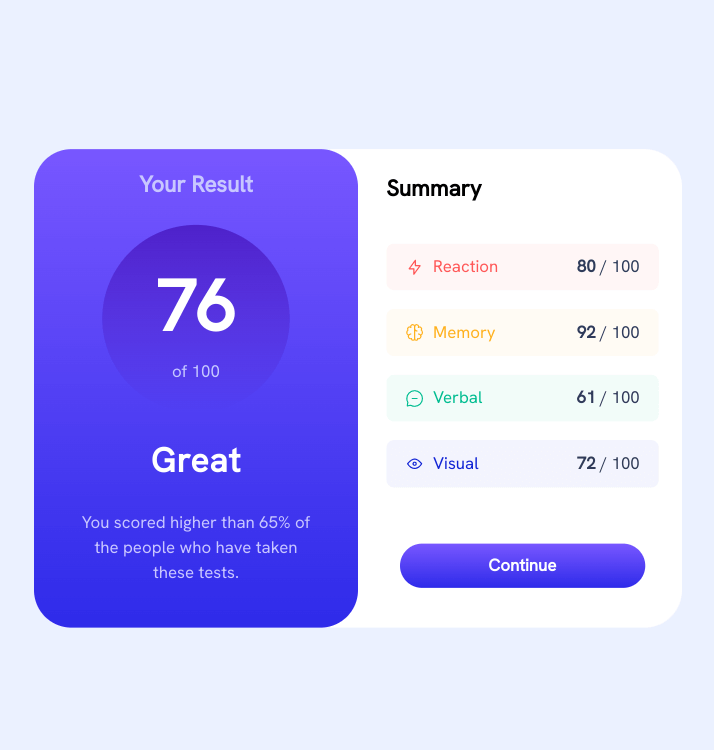 Your Result
76
of 100
Great
You scored higher than 65% of
the people who have taken
these tests.
Summary
Reaction 80 / 100
Memory 92 / 100
Verbal 61 / 100
Visual 72 / 100
Continue